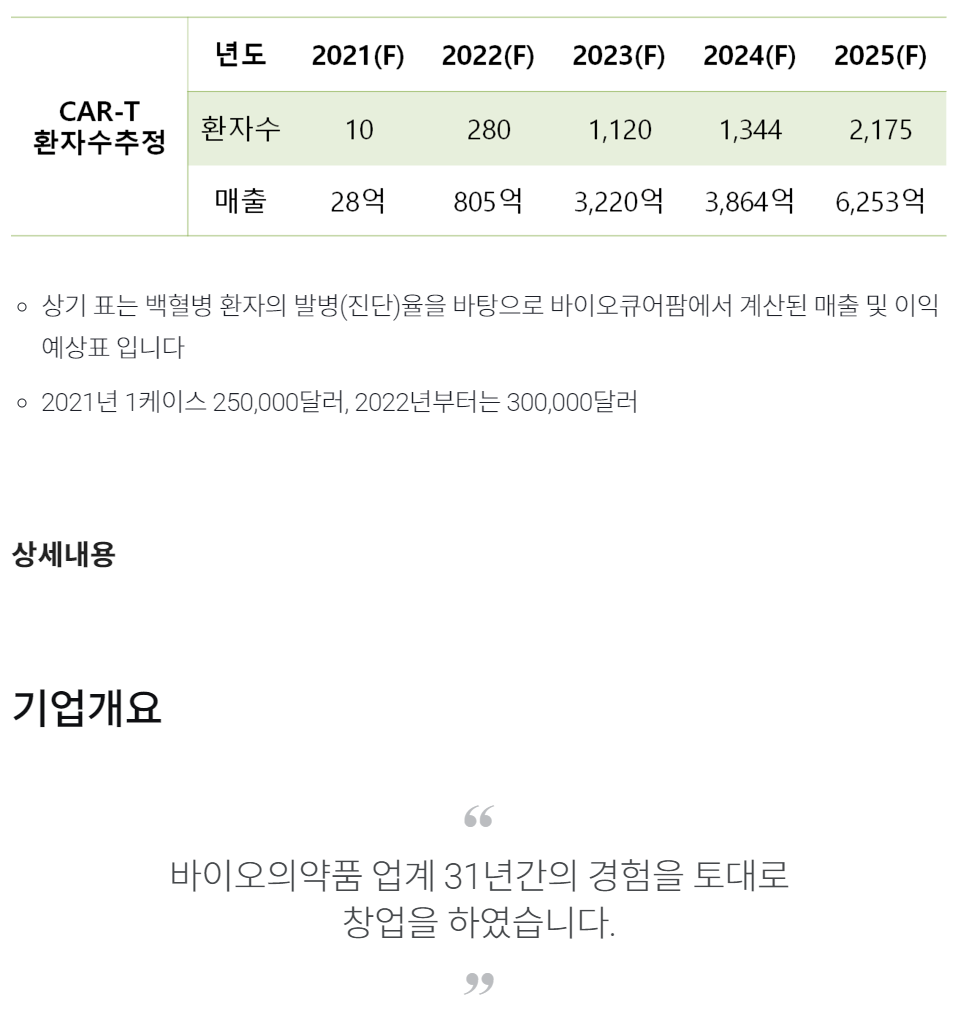 년도 2021(F) 2022(F) 2023(F) 2024(F) 2025(F)
CAR-T
환자수추정
환자수 10 280 1,120 1,344 2,175
매출 28억 805억 3,220억 3,864억 6,253억
상기 표는 백혈병 환자의 발병(진단)율을 바탕으로 바이오큐어팜에서 계산된 매출 및 이익
예상표 입니다
2021년 1케이스 250,000달러, 2022년부터는 300,000달러
상세내용
기업개요
“
바이오의약품 업계 31년간의 경험을 토대로
창업을 하였습니다.
”